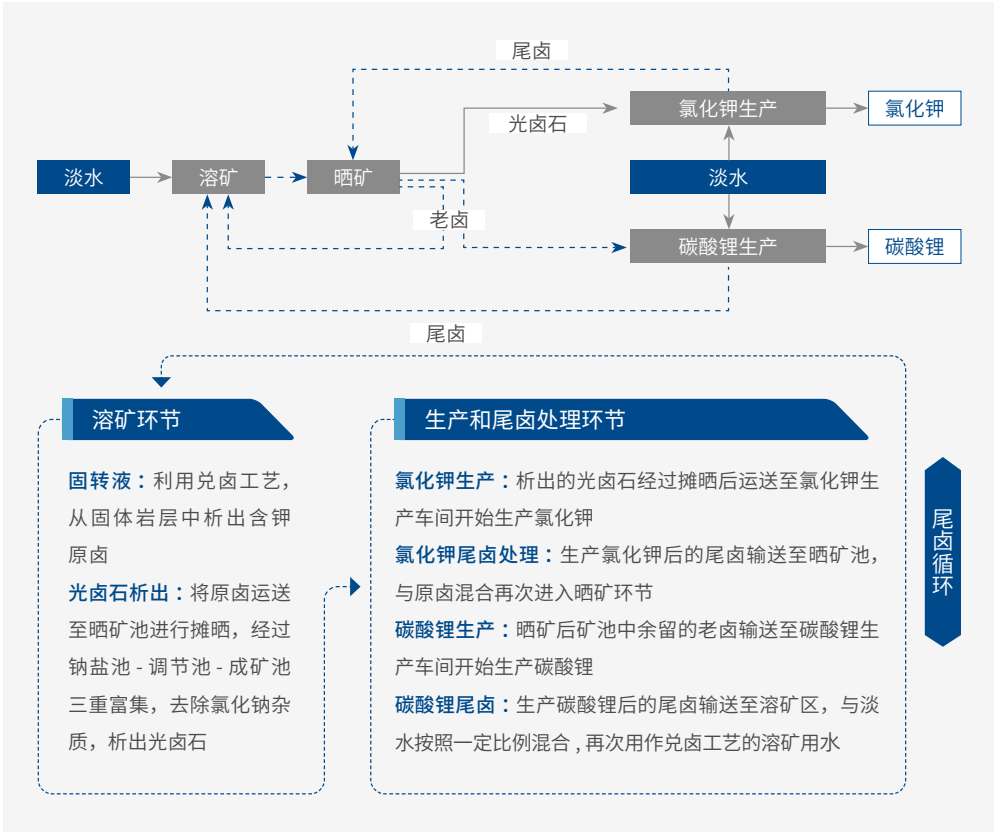 尾卤
氯化钾生产
氯化钾
光卤石
淡水
溶矿
晒矿
淡水
老卤
碳酸锂生产
碳酸锂
尾卤
溶矿环节
固转液：利用兑卤工艺，
从固体岩层中析出含钾
原卤
光卤石析出：将原卤运送
至晒矿池进行摊晒，经过
钠盐池 - 调节池 - 成矿池
三重富集，去除氯化钠杂
质，析出光卤石
生产和尾卤处理环节
氯化钾生产：析出的光卤石经过摊晒后运送至氯化钾生
产车间开始生产氯化钾
氯化钾尾卤处理：生产氯化钾后的尾卤输送至晒矿池，
与原卤混合再次进入晒矿环节
碳酸锂生产：晒矿后矿池中余留的老卤输送至碳酸锂生
产车间开始生产碳酸锂
碳酸锂尾卤：生产碳酸锂后的尾卤输送至溶矿区，与淡
水按照一定比例混合 , 再次用作兑卤工艺的溶矿用水
尾卤循环